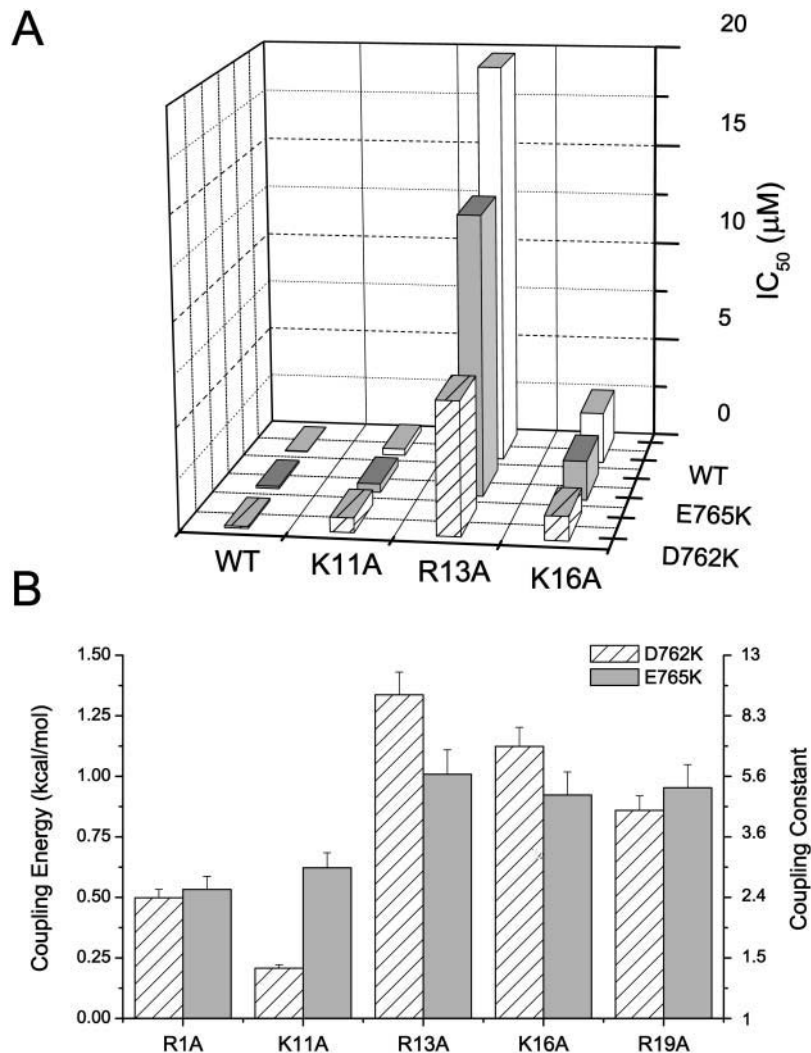 A
20
15
10
5
0
IC50 (μM)
WT
E765K
D762K
WT K11A R13A K16A
B
Coupling Energy (kcal/mol)
1.50
1.25
1.00
0.75
0.50
0.25
0.00
D762K
E765K
13
8.3
5.6
3.6
2.4
1.5
1
Coupling Constant
R1A K11A R13A K16A R19A